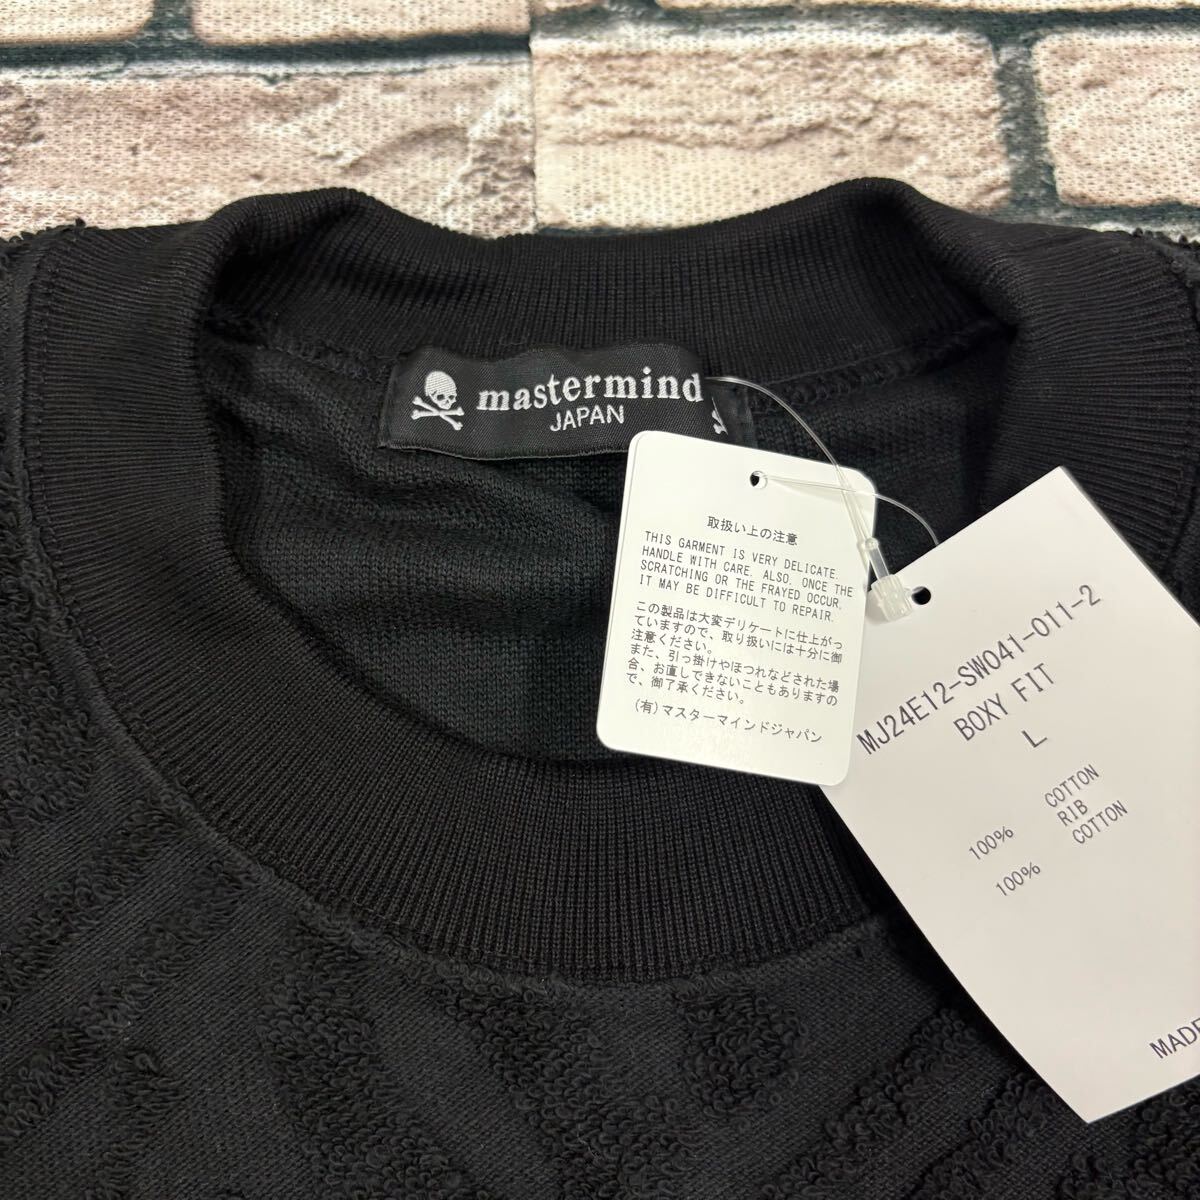 mastermind
JAPAN
取扱い上の注意
THIS GARMENT IS VERY DELICATE.
HANDLE WITH CARE. ALSO. ONCE THE
SCRATCHING OR THE FRAYED OCCUR,
IT MAY BE DIFFICULT TO REPAIR.
この製品は大変デリケートに仕上がっ
ていますので、取り扱いには十分に御
注意ください。
また、引っ掛けやほつれなどされた場
合、お直しできないこともありますの
で、御了承ください。
(有)マスターマインドジャパン
MJ24E12-SW041-011-2
BOXY FIT
L
COTTON
100% RIB
100% COTTON
MADE